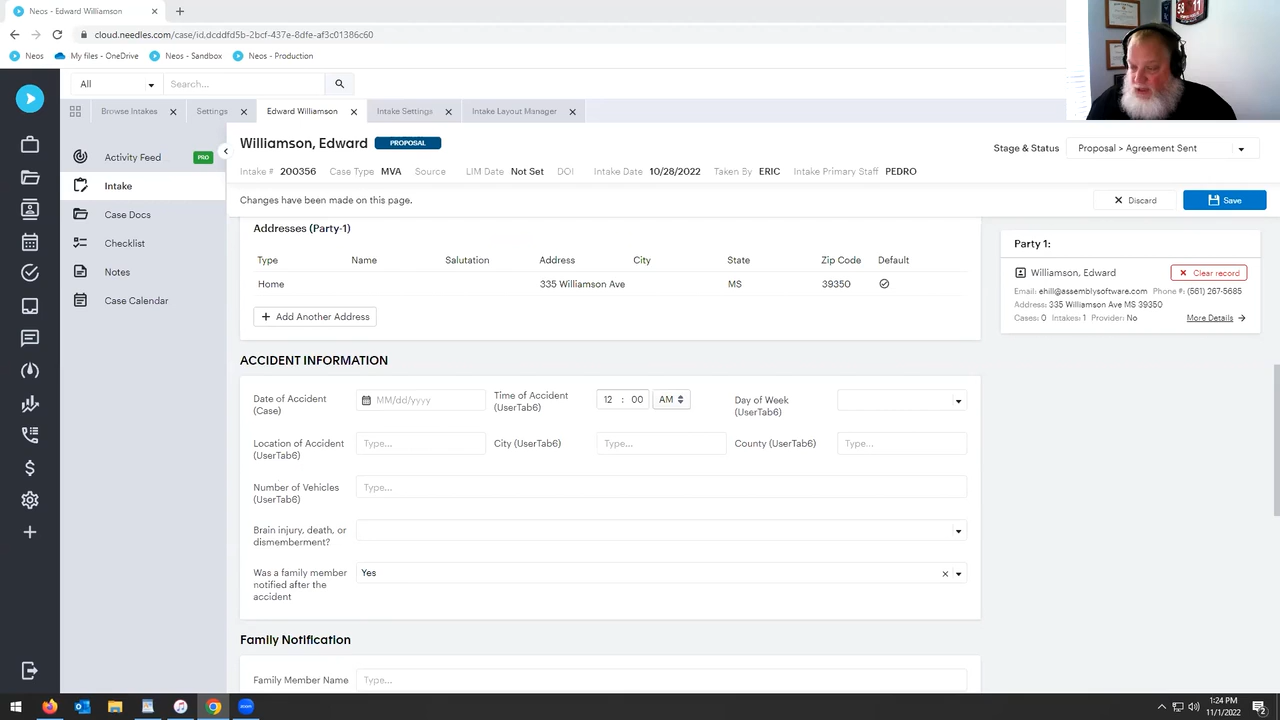 Neos - Edward Williamson
cloud.needles.com/case/id,dcddfd5b-2bcf-437e-8dfe-af3c01386c60
Neos
My files - OneDrive
Neos - Sandbox
Neos - Production
58 11
All
Search...
Browse Intakes
Settings
Edward Williamson
Intake Settings
Intake Layout Manager
Activity Feed
PRO
Intake
Case Docs
Checklist
Notes
Case Calendar
Williamson, Edward
PROPOSAL
Stage & Status
Proposal > Agreement Sent
Intake # 200356 Case Type MVA Source LIM Date Not Set DOI Intake Date 10/28/2022 Taken By ERIC Intake Primary Staff PEDRO
Changes have been made on this page.
Discard
Save
Addresses (Party-1)
Type Name Salutation Address City State Zip Code Default
Home 335 Williamson Ave MS 39350
Add Another Address
Party 1:
Williamson, Edward
Clear record
Email: ehill@assemblysoftware.com Phone #: (561) 267-5685
Address: 335 Williamson Ave MS 39350
Cases: 0 Intakes: 1 Provider: No
More Details
ACCIDENT INFORMATION
Date of Accident
(Case)
MM/dd/yyyy
Time of Accident
(UserTab6)
12 : 00 AM
Day of Week
(UserTab6)
Location of Accident
(UserTab6)
Type...
City (UserTab6)
Type...
County (UserTab6)
Type...
Number of Vehicles
(UserTab6)
Type...
Brain injury, death, or
dismemberment?
Was a family member
notified after the
accident
Yes
Family Notification
Family Member Name
Type...
1:24 PM
11/1/2022
2